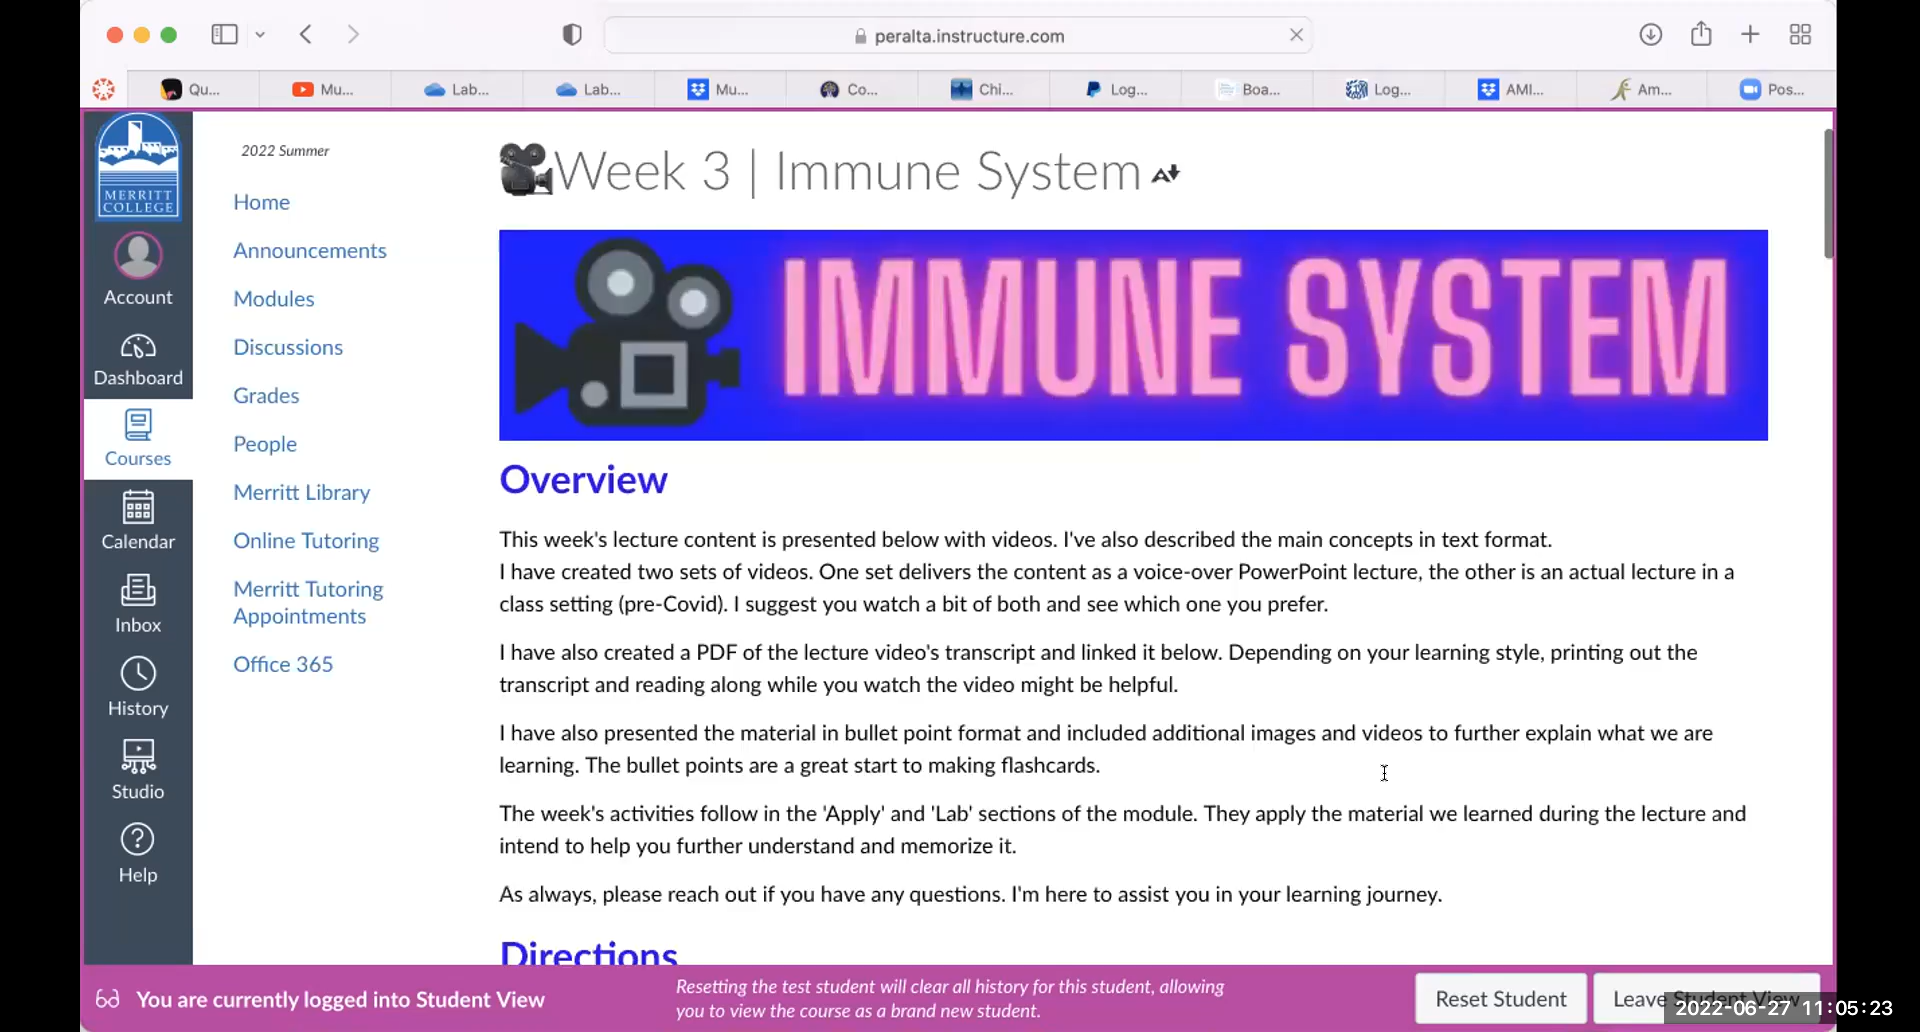 peralta.instructure.com
Qu...
Mu...
Lab...
Lab...
Mu...
Co...
Chi...
Log...
Boa...
Log...
AMI...
Am...
Pos...
MERRITT
COLLEGE
Account
Dashboard
Courses
Calendar
Inbox
History
Studio
Help
2022 Summer
Home
Announcements
Modules
Discussions
Grades
People
Merritt Library
Online Tutoring
Merritt Tutoring
Appointments
Office 365
Week 3 | Immune System
IMMUNE SYSTEM
Overview
This week's lecture content is presented below with videos. I've also described the main concepts in text format.
I have created two sets of videos. One set delivers the content as a voice-over PowerPoint lecture, the other is an actual lecture in a
class setting (pre-Covid). I suggest you watch a bit of both and see which one you prefer.
I have also created a PDF of the lecture video's transcript and linked it below. Depending on your learning style, printing out the
transcript and reading along while you watch the video might be helpful.
I have also presented the material in bullet point format and included additional images and videos to further explain what we are
learning. The bullet points are a great start to making flashcards.
The week's activities follow in the 'Apply' and 'Lab' sections of the module. They apply the material we learned during the lecture and
intend to help you further understand and memorize it.
As always, please reach out if you have any questions. I'm here to assist you in your learning journey.
Directions
You are currently logged into Student View
Resetting the test student will clear all history for this student, allowing
you to view the course as a brand new student.
Reset Student
Leave Student View
2022-06-27 11:05:23